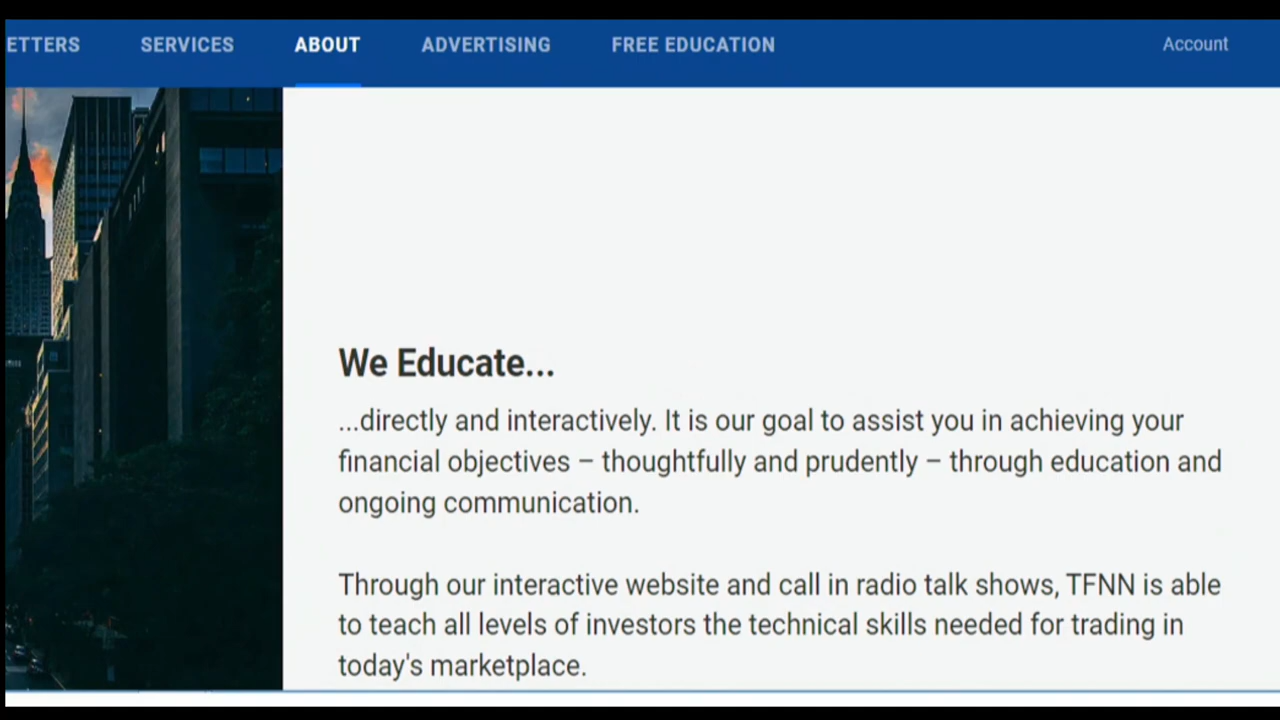 ETTERS SERVICES ABOUT ADVERTISING FREE EDUCATION Account
We Educate...
...directly and interactively. It is our goal to assist you in achieving your
financial objectives – thoughtfully and prudently – through education and
ongoing communication.
Through our interactive website and call in radio talk shows, TFNN is able
to teach all levels of investors the technical skills needed for trading in
today's marketplace.